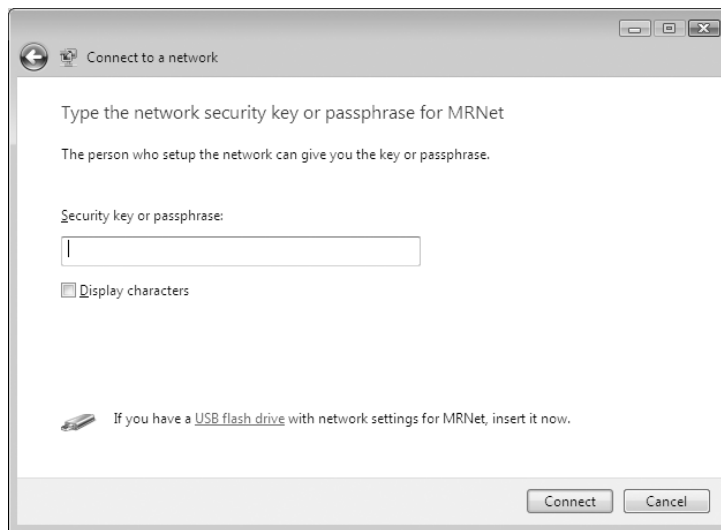 Connect to a network
Type the network security key or passphrase for MRNet
The person who setup the network can give you the key or passphrase.
Security key or passphrase:
Display characters
If you have a USB flash drive with network settings for MRNet, insert it now.
Connect Cancel